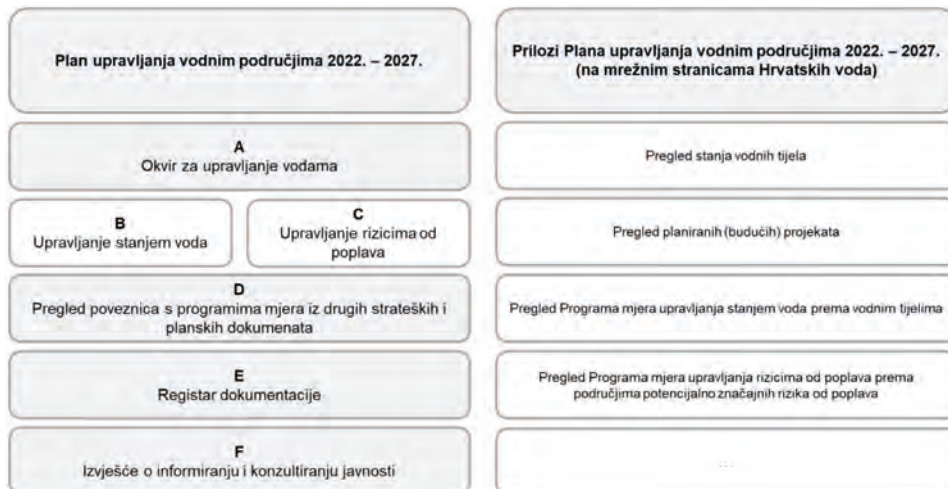 Plan upravljanja vodnim područjima 2022. – 2027.
A
Okvir za upravljanje vodama
B
Upravljanje stanjem voda
C
Upravljanje rizicima od
poplava
D
Pregled poveznica s programima mjera iz drugih strateških i
planskih dokumenata
E
Registar dokumentacije
F
Izvješće o informiranju i konzultiranju javnosti
Prilozi Plana upravljanja vodnim područjima 2022. – 2027.
(na mrežnim stranicama Hrvatskih voda)
Pregled stanja vodnih tijela
Pregled planiranih (budućih) projekata
Pregled Programa mjera upravljanja stanjem voda prema vodnim tijelima
Pregled Programa mjera upravljanja rizicima od poplava prema
područjima potencijalno značajnih rizika od poplava
...